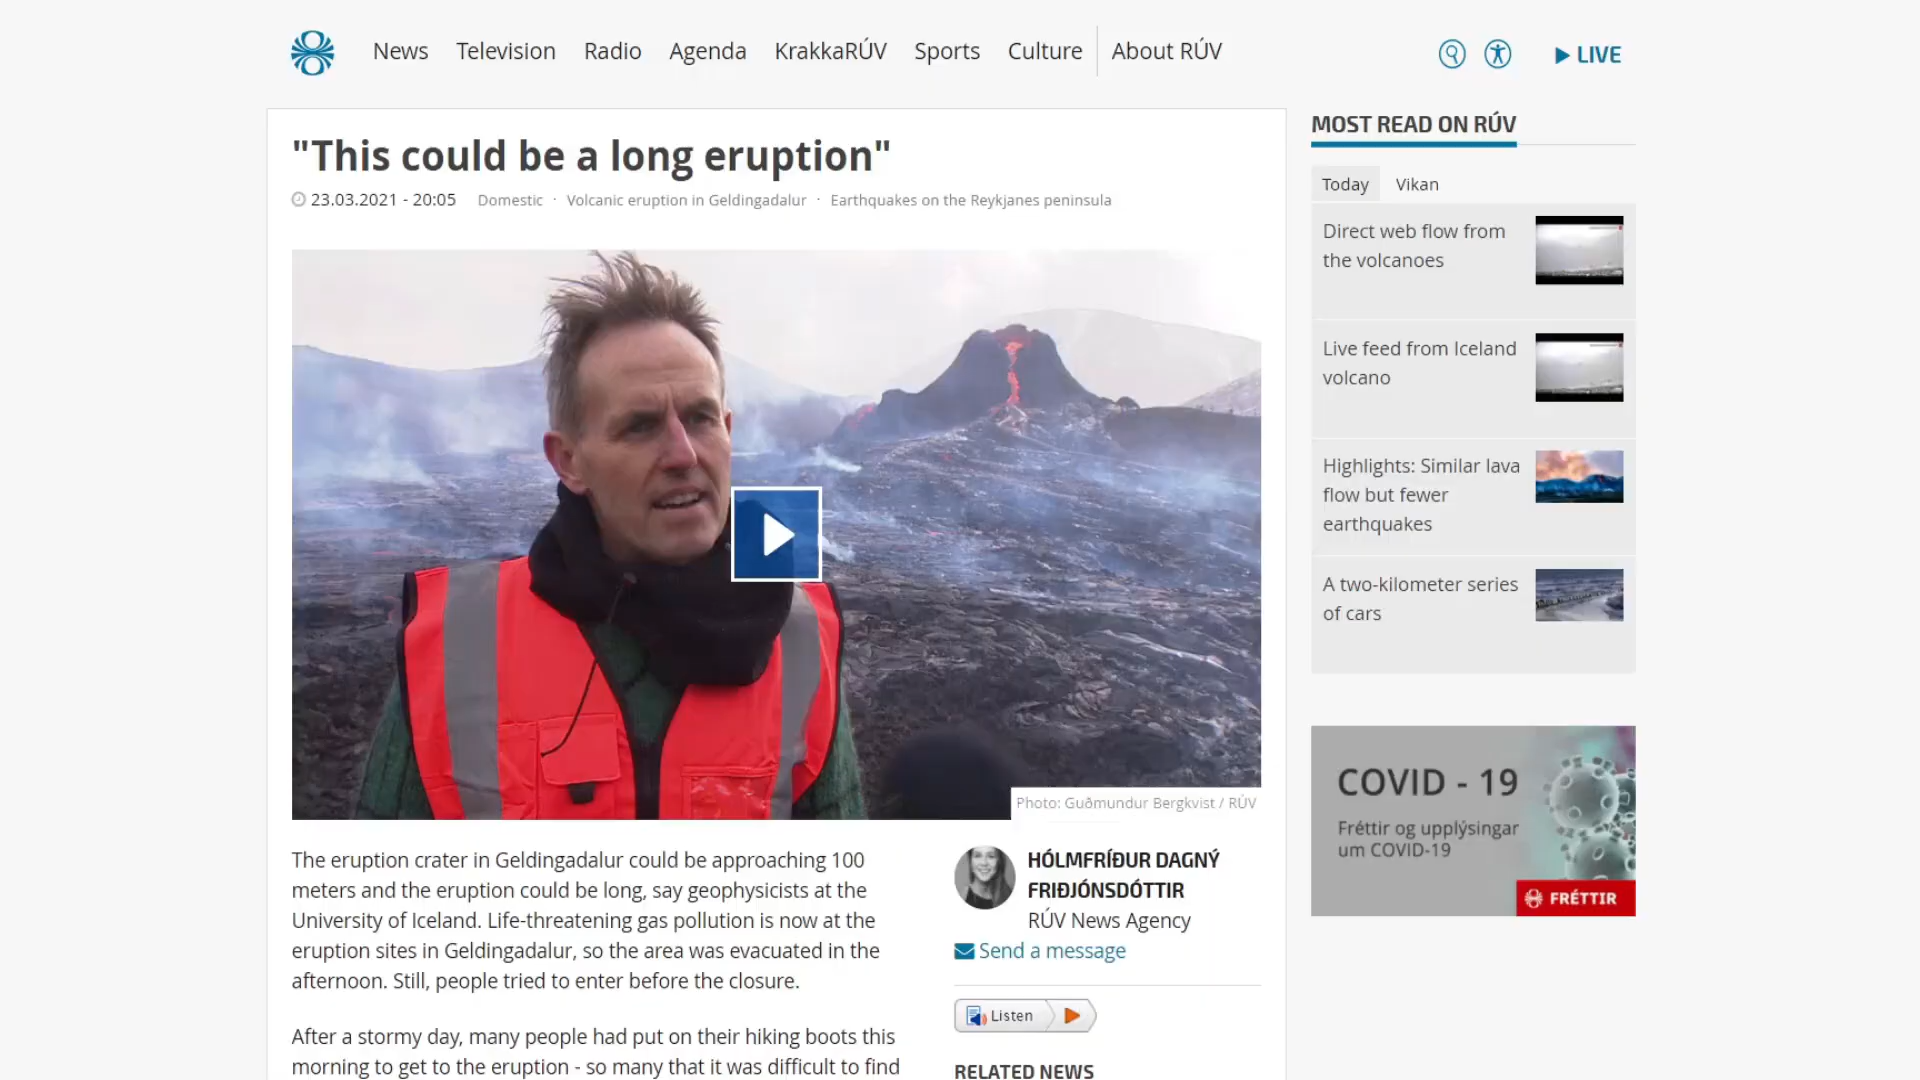 News Television Radio Agenda KrakkaRÚV Sports Culture About RÚV
LIVE
"This could be a long eruption"
23.03.2021 - 20:05 Domestic · Volcanic eruption in Geldingadalur · Earthquakes on the Reykjanes peninsula
Photo: Guðmundur Bergkvist / RÚV
The eruption crater in Geldingadalur could be approaching 100
meters and the eruption could be long, say geophysicists at the
University of Iceland. Life-threatening gas pollution is now at the
eruption sites in Geldingadalur, so the area was evacuated in the
afternoon. Still, people tried to enter before the closure.
After a stormy day, many people had put on their hiking boots this
morning to get to the eruption - so many that it was difficult to find
HÓLMFRÍÐUR DAGNÝ
FRIÐJÓNSDÓTTIR
RÚV News Agency
Send a message
Listen
RELATED NEWS
MOST READ ON RÚV
Today Vikan
Direct web flow from
the volcanoes
Live feed from Iceland
volcano
Highlights: Similar lava
flow but fewer
earthquakes
A two-kilometer series
of cars
COVID - 19
Fréttir og upplýsingar
um COVID-19
FRÉTTIR